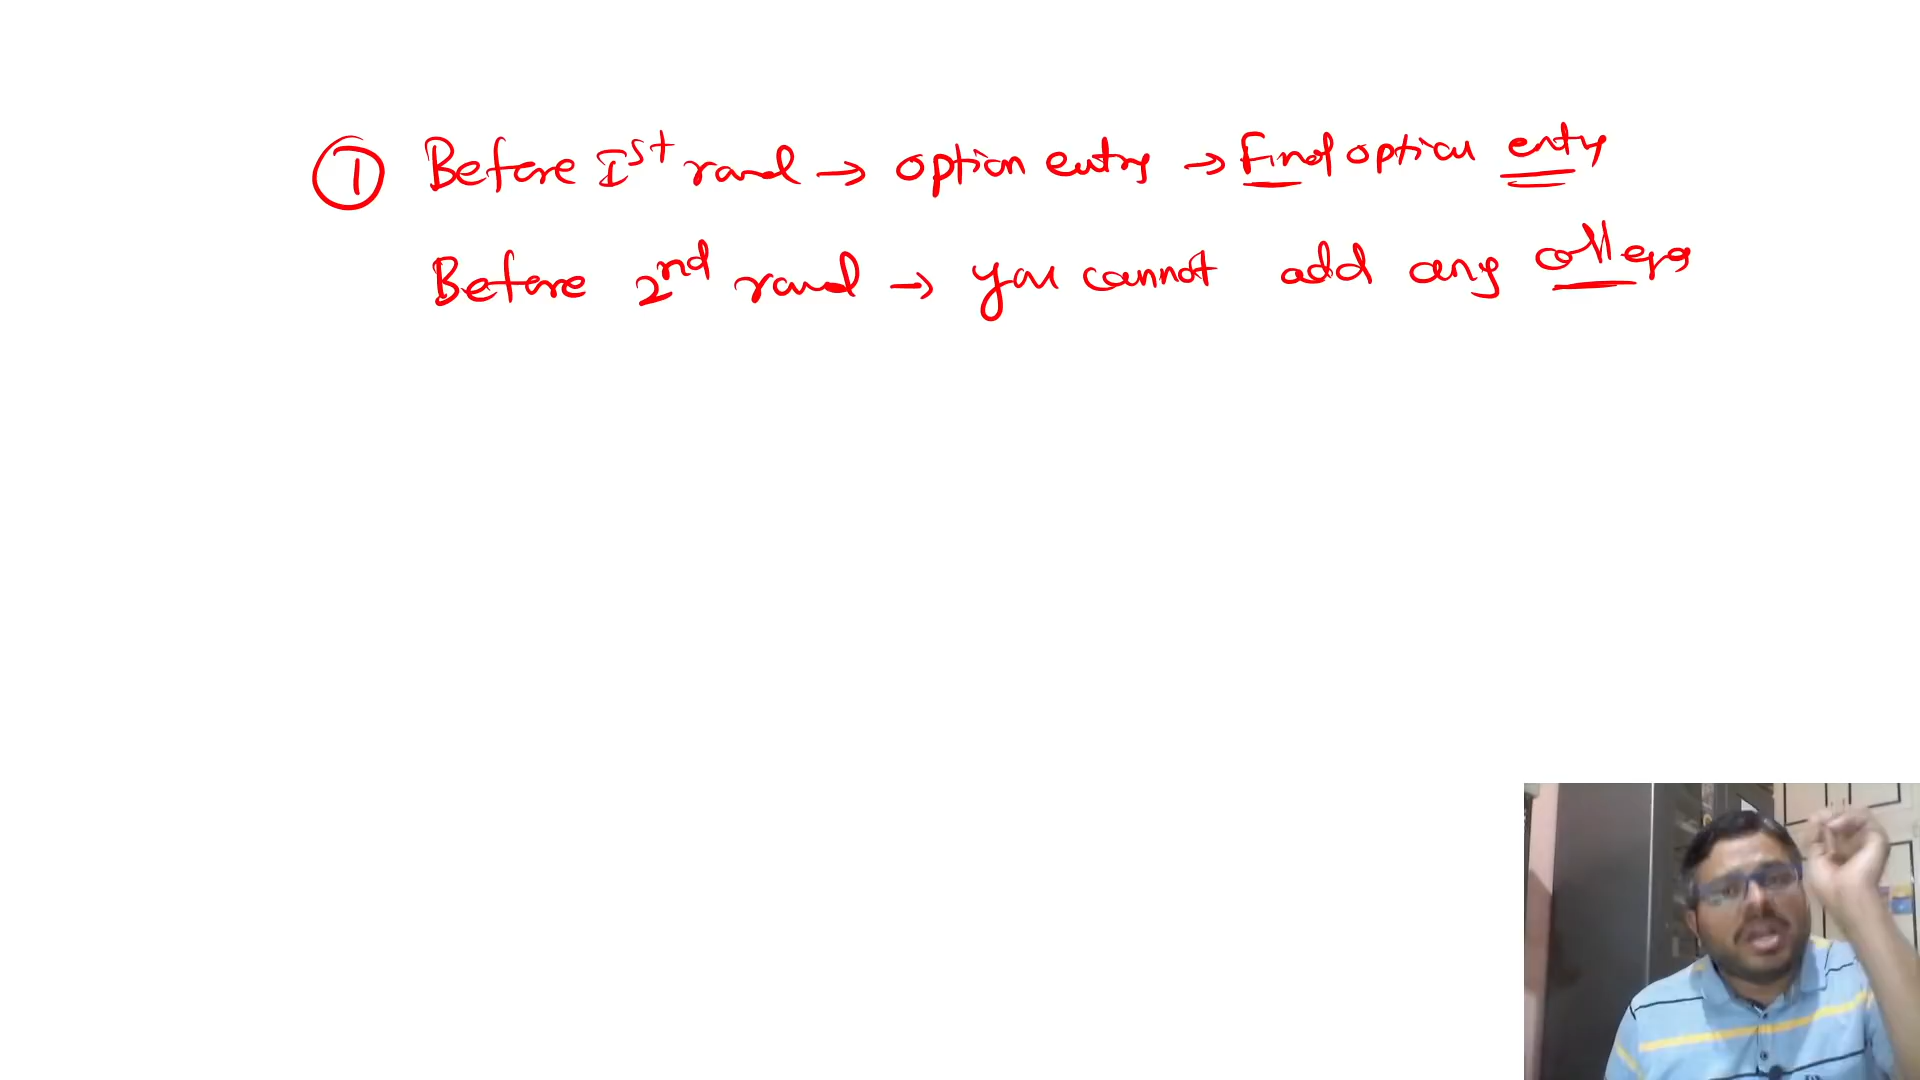 ① Before Ist round → option entry → Final option entry
Before 2nd round → you cannot add any college